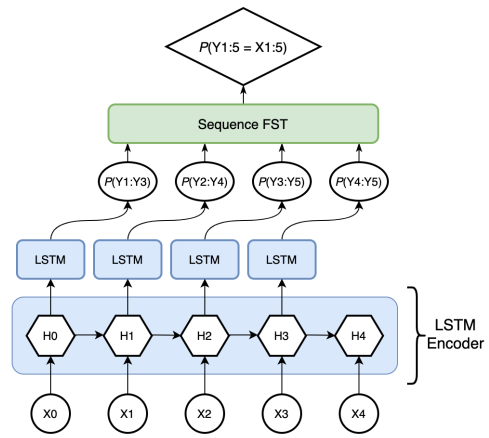 P(Y1:5 = X1:5)
Sequence FST
P(Y1:Y3) P(Y2:Y4) P(Y3:Y5) P(Y4:Y5)
LSTM LSTM LSTM LSTM
H0 H1 H2 H3 H4
LSTM
Encoder
X0 X1 X2 X3 X4